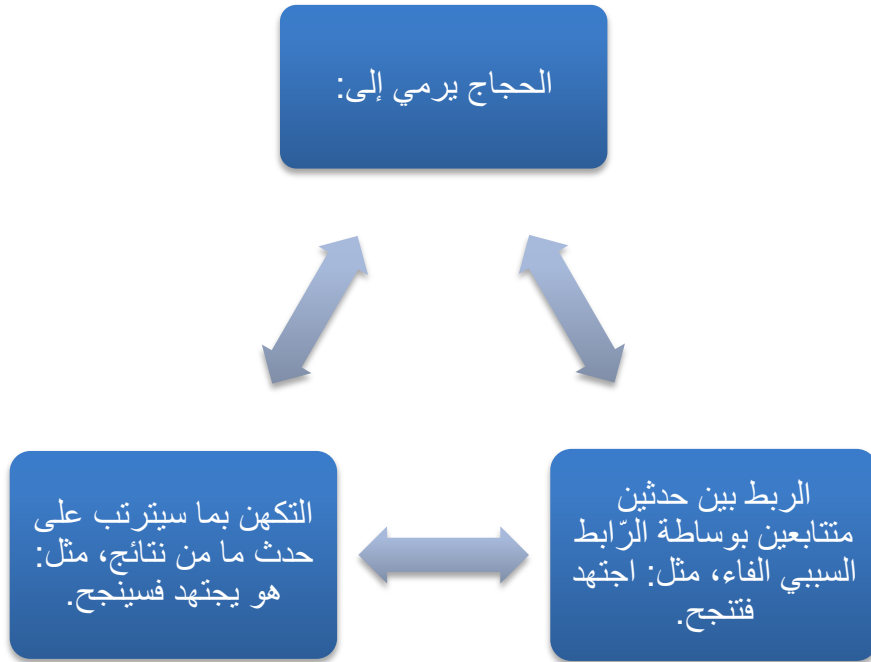 الحجاج يرمي إلى:
الربط بين حدثين
متتابعين بوساطة الرّابط
السببي الفاء، مثل: اجتهد
فتنجح.
التكهن بما سيترتب على
حدث ما من نتائج، مثل:
هو يجتهد فسينجح.